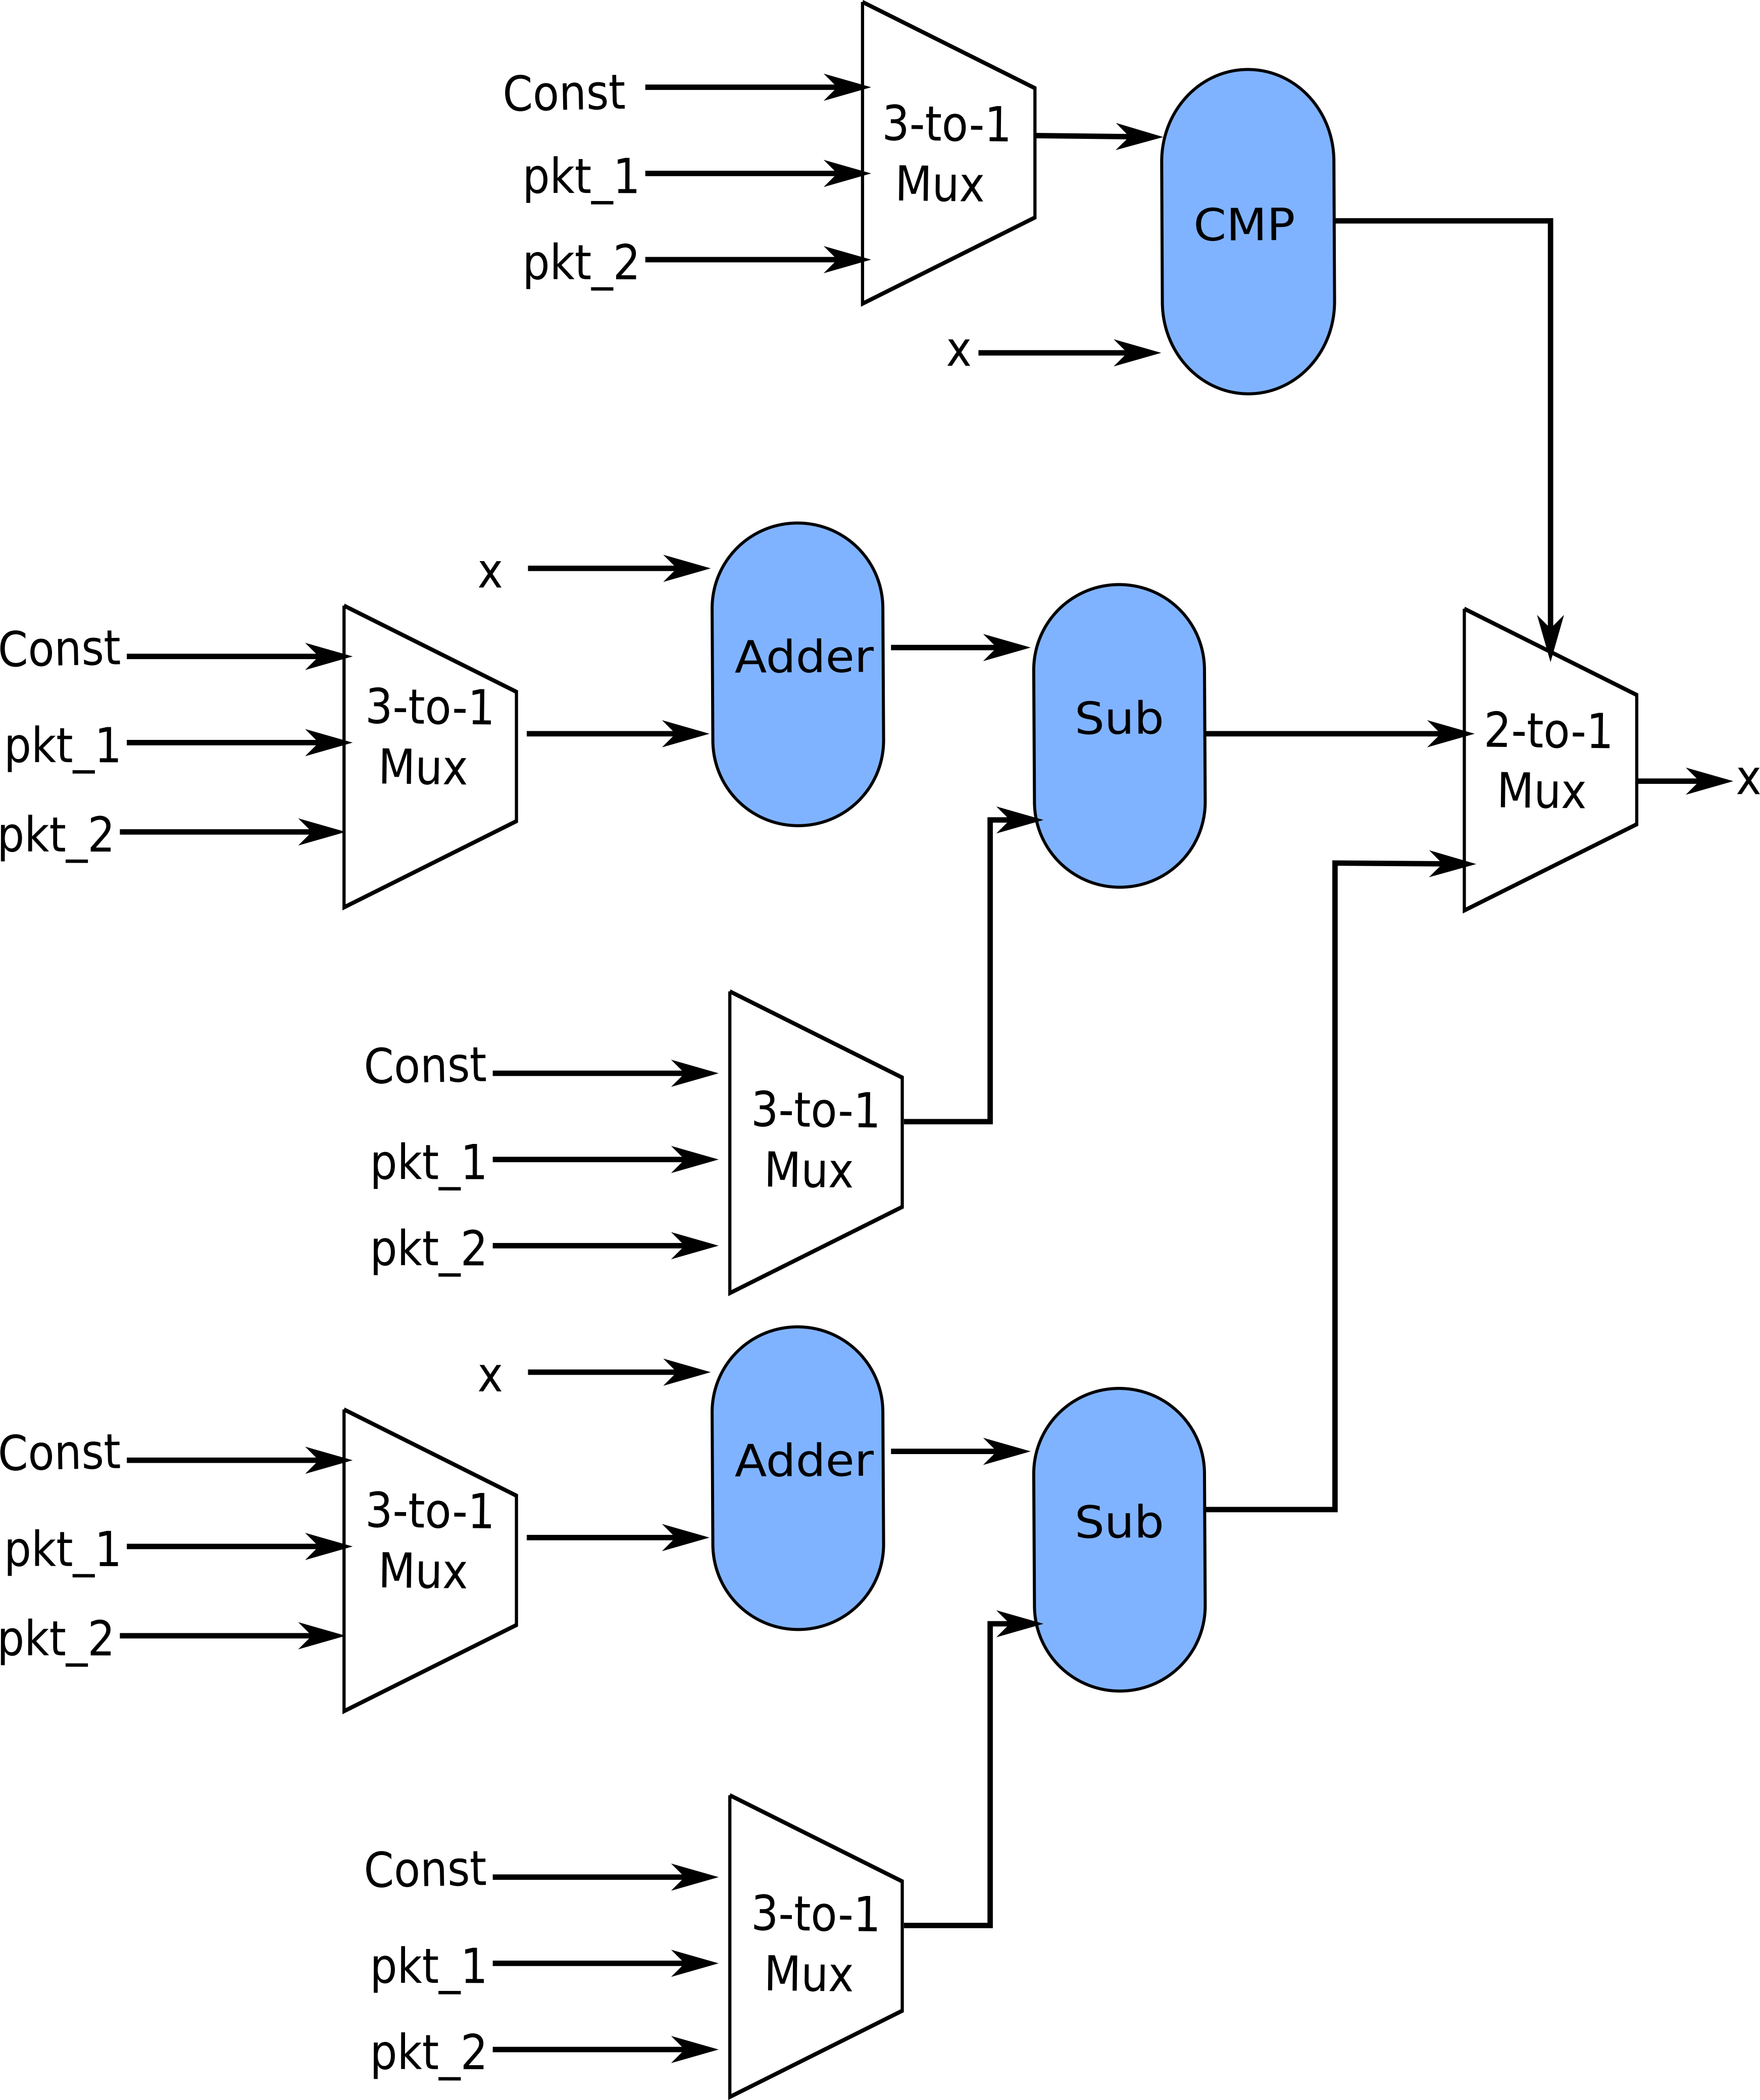 Const
pkt_1
pkt_2
3-to-1
Mux
x
CMP
x
Const
pkt_1
pkt_2
3-to-1
Mux
Adder
Sub
2-to-1
Mux
x
Const
pkt_1
pkt_2
3-to-1
Mux
x
Const
pkt_1
pkt_2
3-to-1
Mux
Adder
Sub
Const
pkt_1
pkt_2
3-to-1
Mux